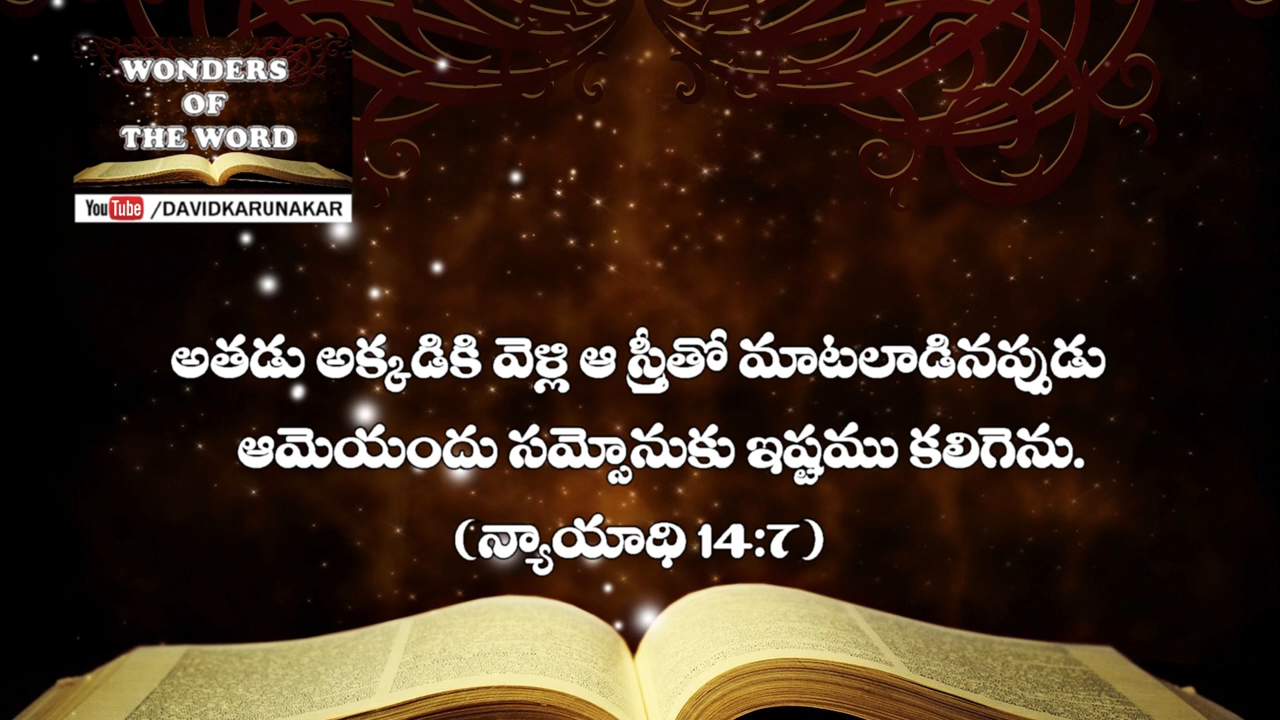 WONDERS
OF
THE WORD
YouTube /DAVIDKARUNAKAR
అతడు అక్కడికి వెళ్లి ఆ స్త్రీతో మాటలాడినప్పుడు
ఆమెయందు సమ్సోనుకు ఇష్టము కలిగెను.
(న్యాయాధి 14:7)